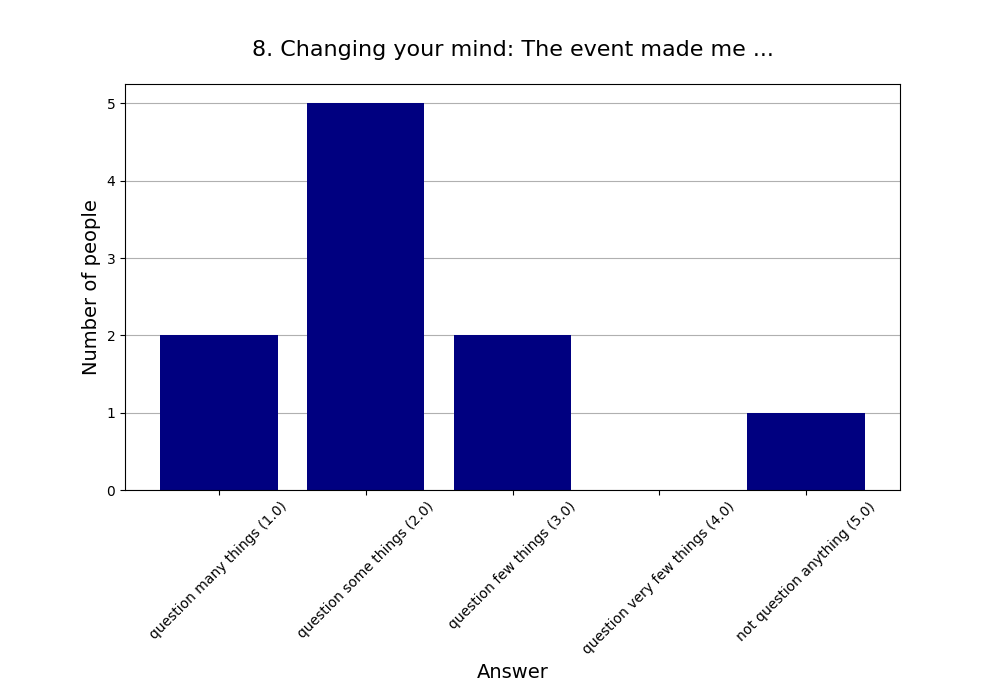 8. Changing your mind: The event made me ...
Number of people
5
4
3
2
1
0
question many things (1.0)
question some things (2.0)
question few things (3.0)
question very few things (4.0)
not question anything (5.0)
Answer